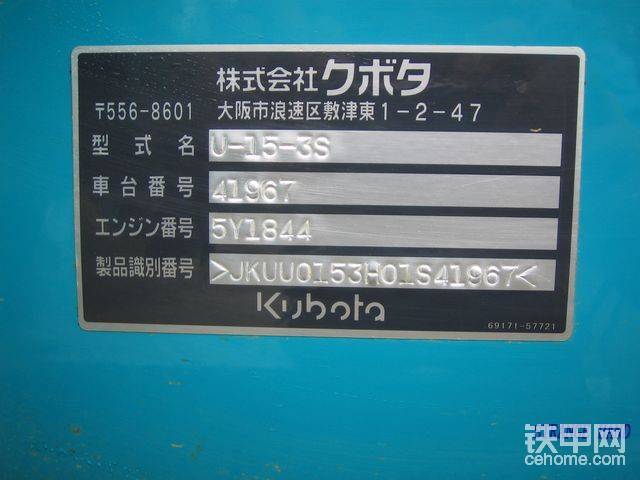 株式会社クボタ
〒556-8601 大阪市浪速区敷津東1-2-47
型式名 U-15-3S
車台番号 41967
エンジン番号 5Y1844
製品識別番号 >JKUU0153H01S41967<
Kubota
69171-57721
铁甲网
cehome.com